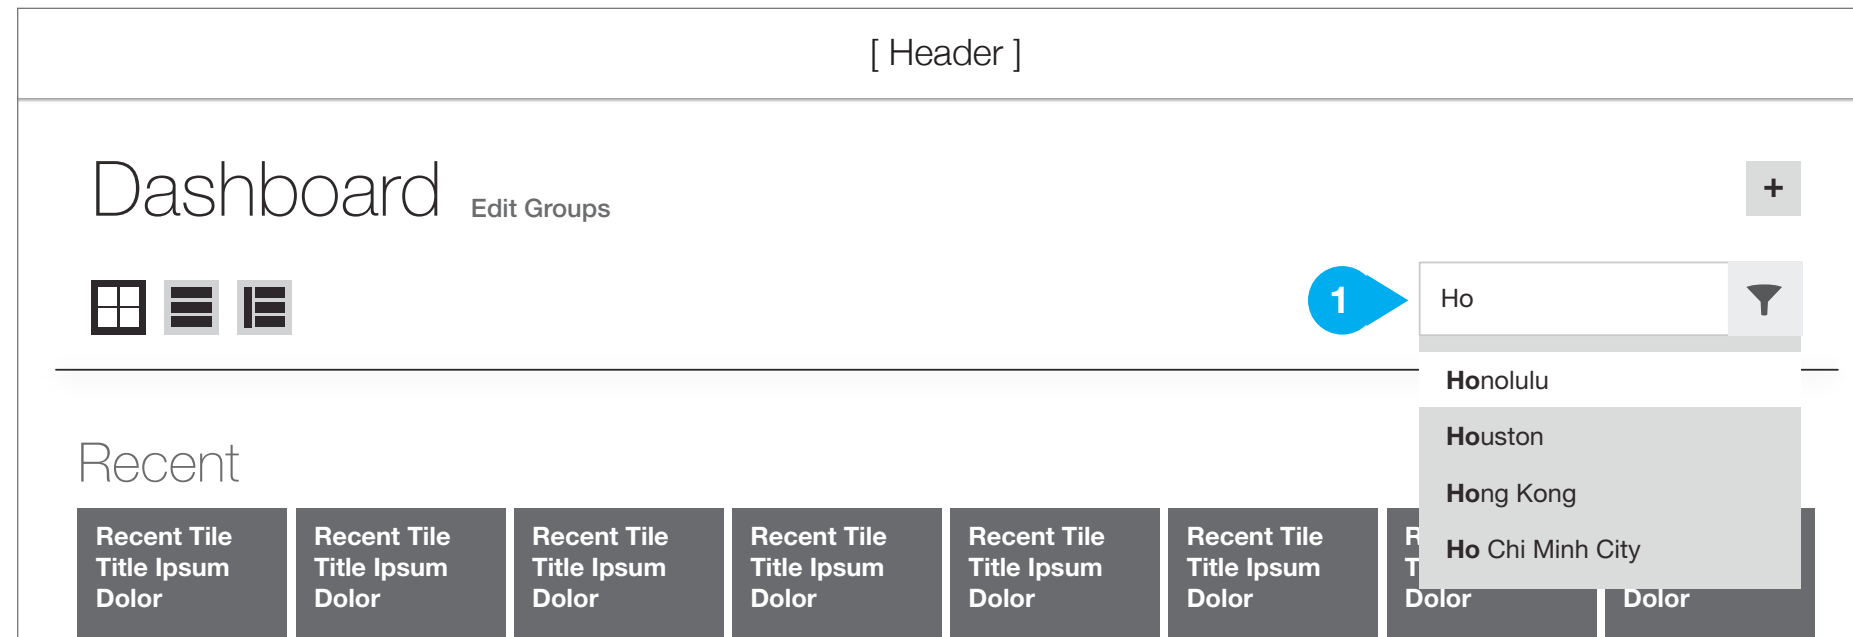 [ Header ]
Dashboard Edit Groups +
1 Ho
Honolulu
Houston
Hong Kong
Ho Chi Minh City
Recent
Recent Tile
Title Ipsum
Dolor
Recent Tile
Title Ipsum
Dolor
Recent Tile
Title Ipsum
Dolor
Recent Tile
Title Ipsum
Dolor
Recent Tile
Title Ipsum
Dolor
Recent Tile
Title Ipsum
Dolor
R
T
Dolor
Dolor